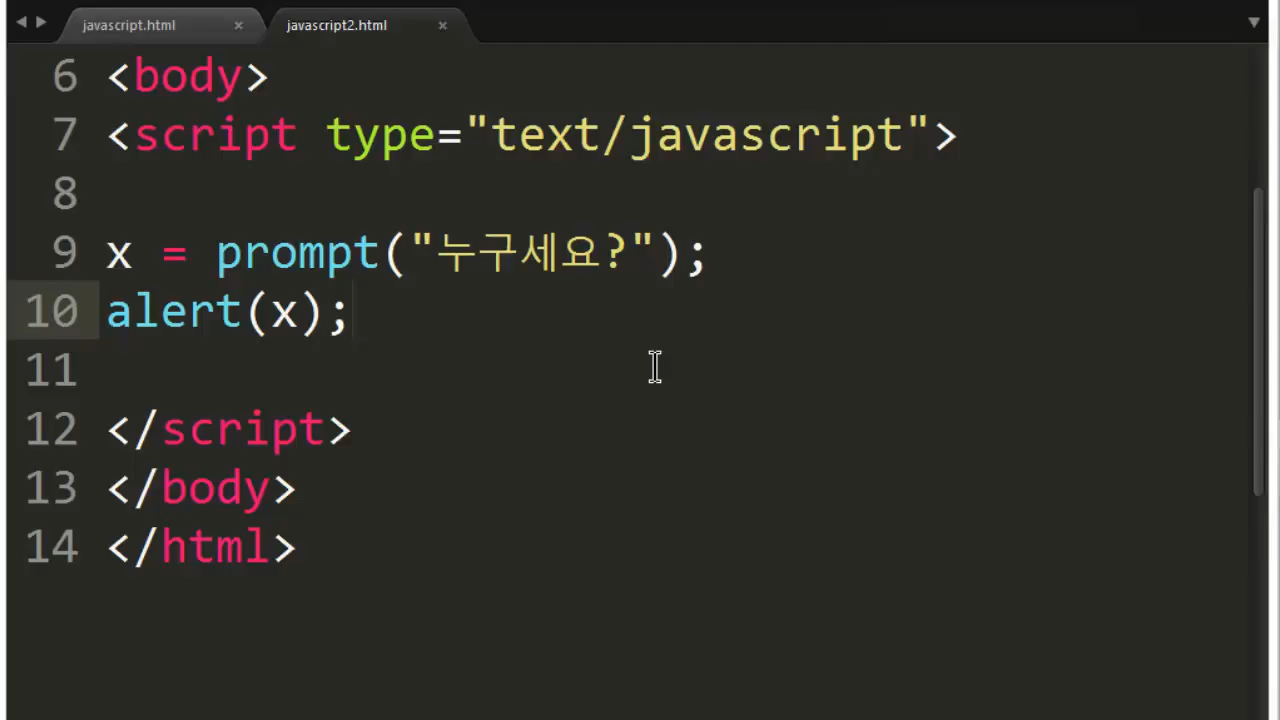 javascript.html × javascript2.html ×
6 <body>
7 <script type="text/javascript">
8
9 x = prompt("누구세요?");
10 alert(x);
11
12 </script>
13 </body>
14 </html>